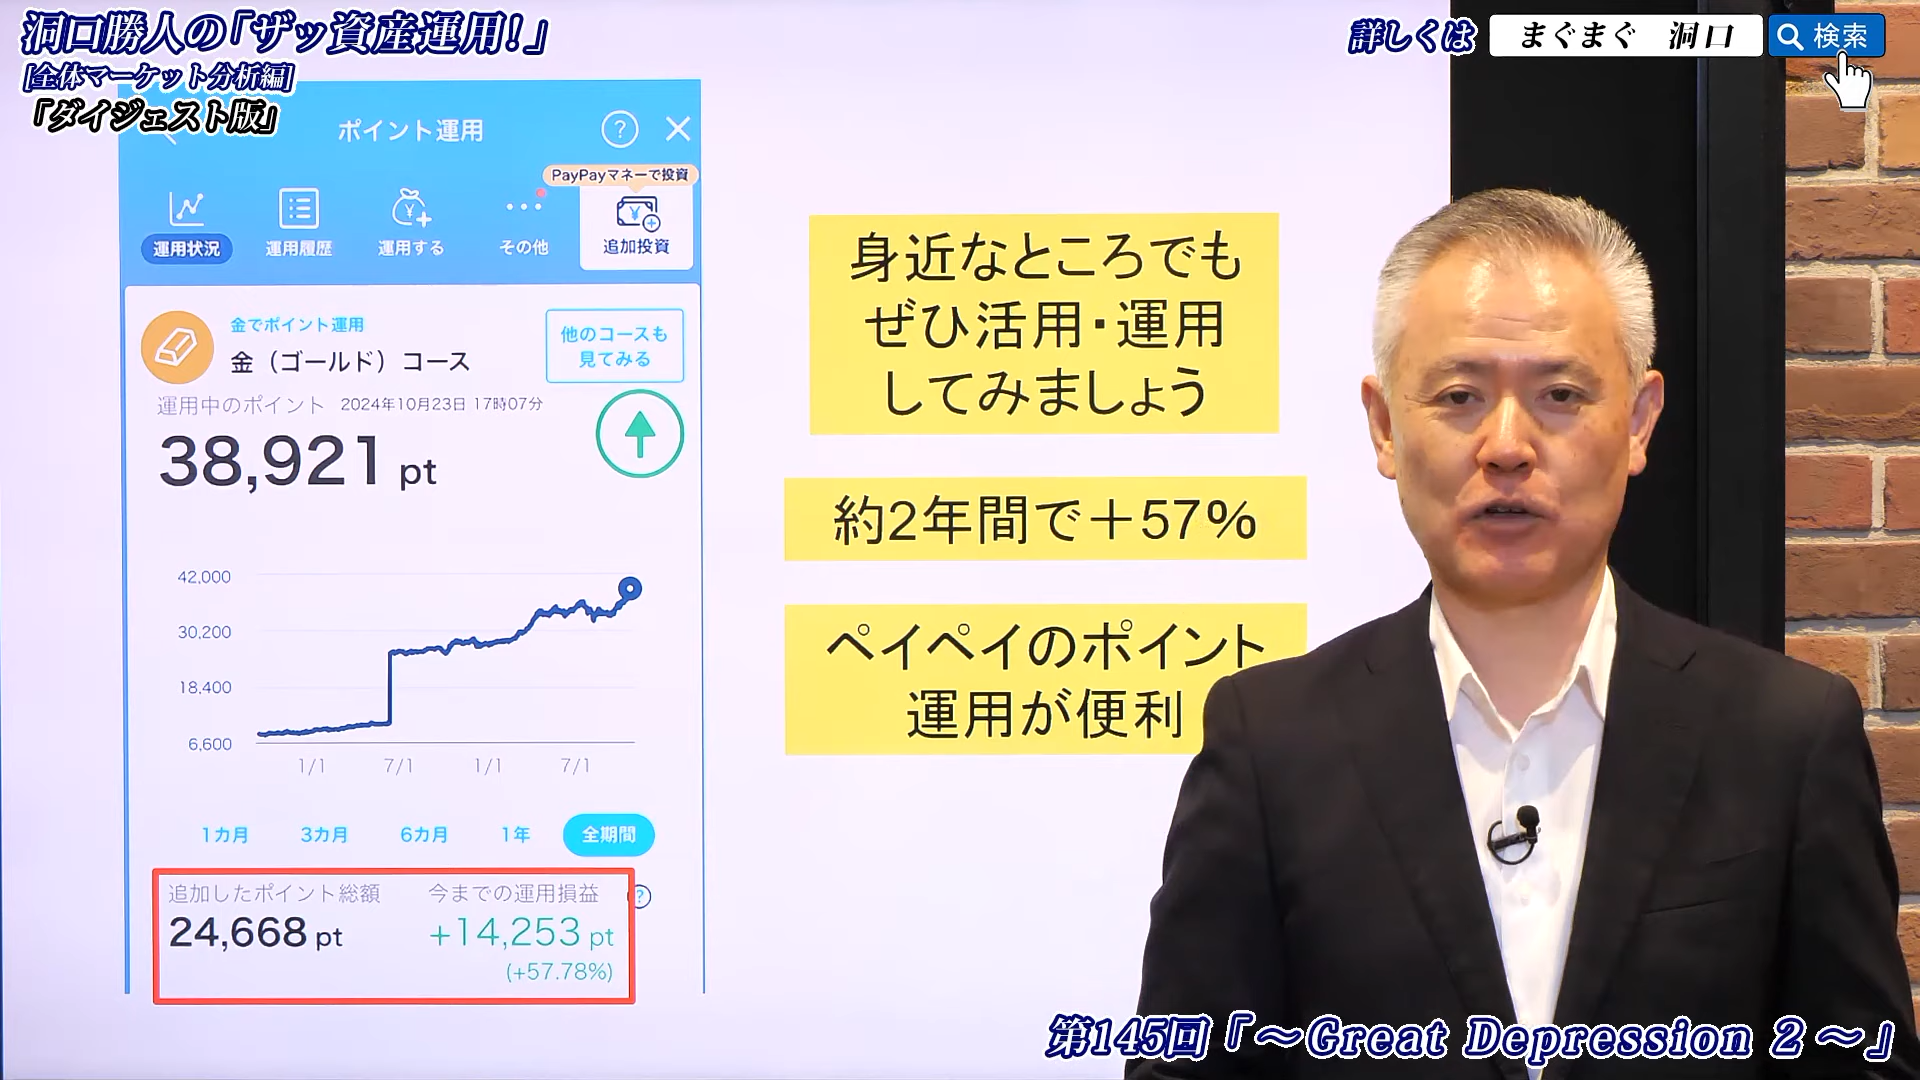 洞口勝人の「ザッ資産運用!」
[全体マーケット分析編]
「ダイジェスト版」
詳しくは
まぐまぐ 洞口
検索
ポイント運用
?
PayPayマネーで投資
運用状況
運用履歴
運用する
その他
追加投資
金でポイント運用
金（ゴールド）コース
他のコースも
見てみる
運用中のポイント 2024年10月23日 17時07分
38,921 pt
42,000
30,200
18,400
6,600
1/1 7/1 1/1 7/1
1カ月 3カ月 6カ月 1年 全期間
追加したポイント総額 今までの運用損益 ?
24,668 pt +14,253 pt
(+57.78%)
身近なところでも
ぜひ活用・運用
してみましょう
約2年間で＋57%
ペイペイのポイント
運用が便利
第145回「～Great Depression 2～」